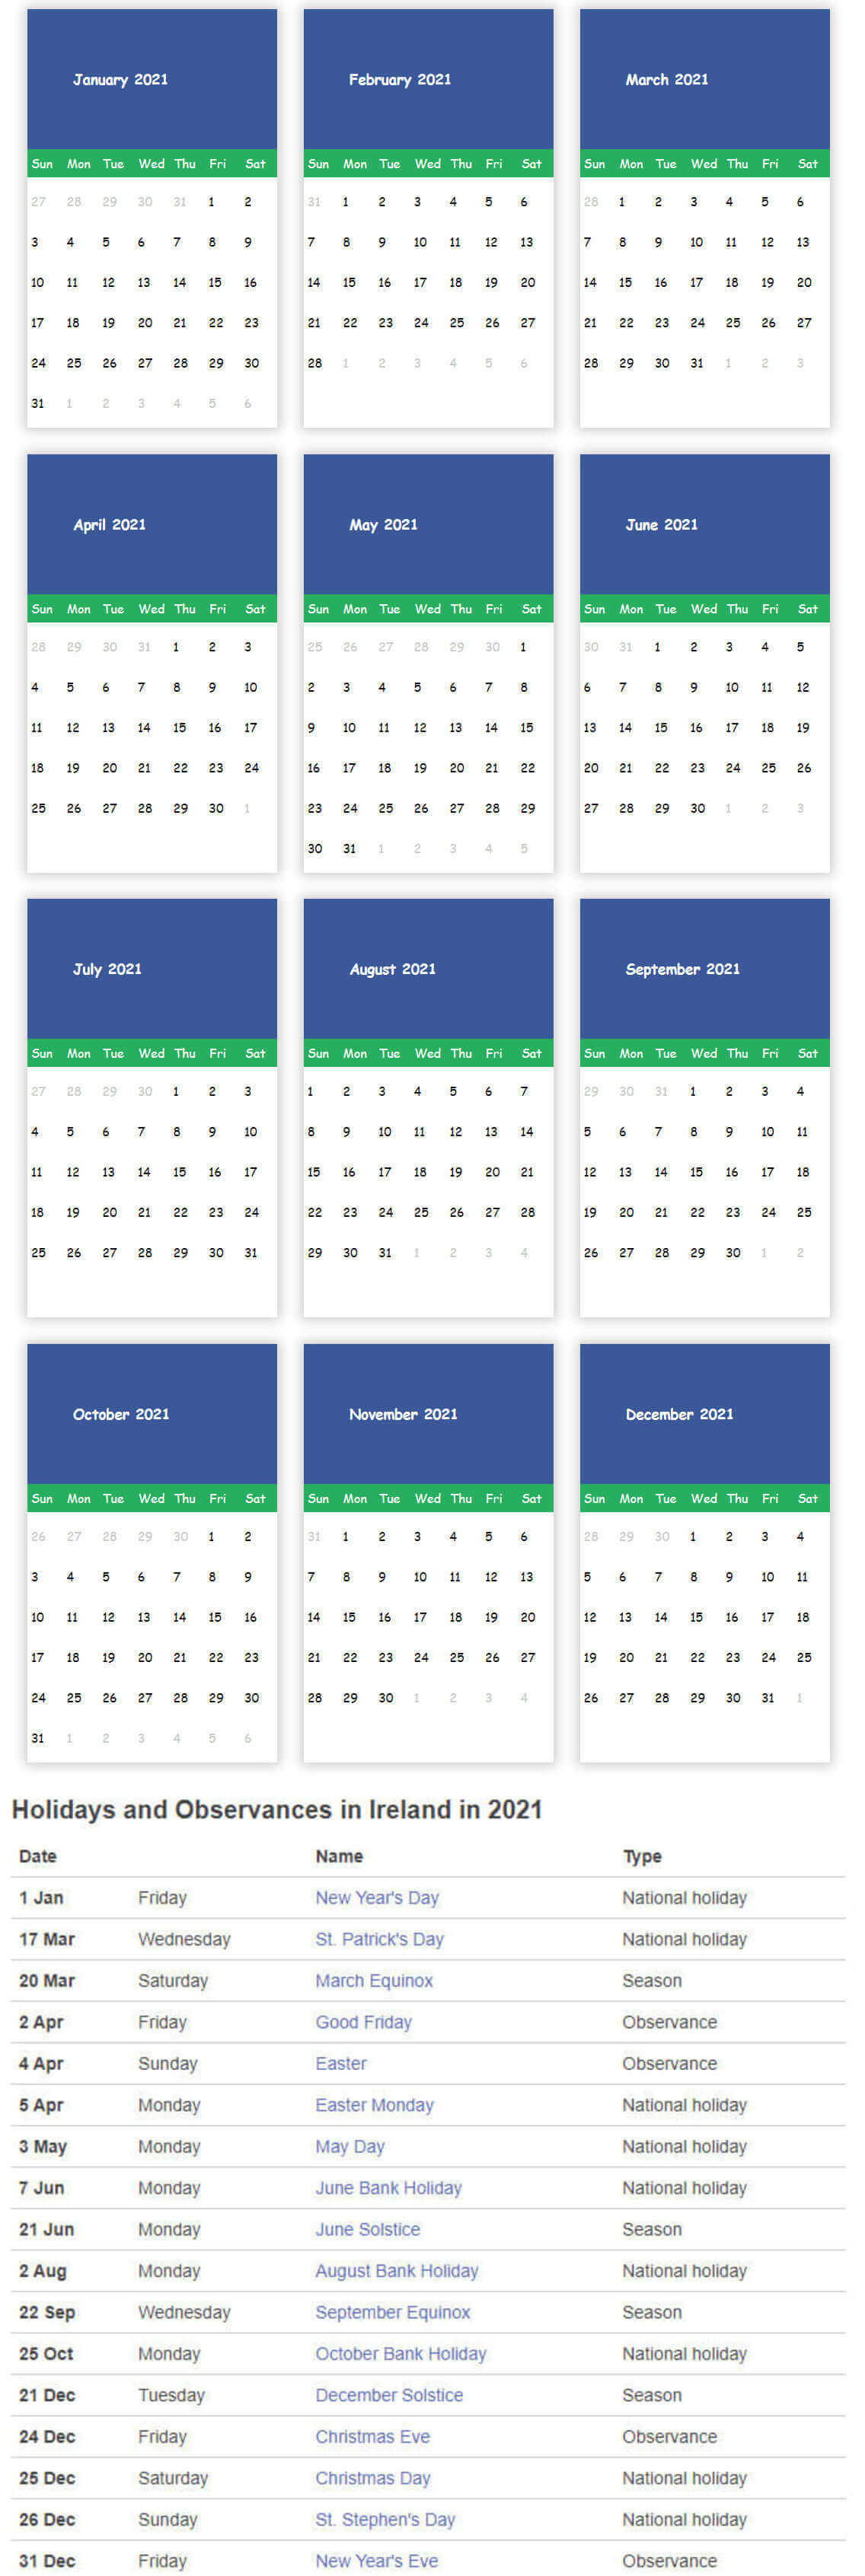 January 2021
Sun Mon Tue Wed Thu Fri Sat
27 28 29 30 31 1 2
3 4 5 6 7 8 9
10 11 12 13 14 15 16
17 18 19 20 21 22 23
24 25 26 27 28 29 30
31 1 2 3 4 5 6
February 2021
Sun Mon Tue Wed Thu Fri Sat
31 1 2 3 4 5 6
7 8 9 10 11 12 13
14 15 16 17 18 19 20
21 22 23 24 25 26 27
28 1 2 3 4 5 6
March 2021
Sun Mon Tue Wed Thu Fri Sat
28 1 2 3 4 5 6
7 8 9 10 11 12 13
14 15 16 17 18 19 20
21 22 23 24 25 26 27
28 29 30 31 1 2 3
April 2021
Sun Mon Tue Wed Thu Fri Sat
28 29 30 31 1 2 3
4 5 6 7 8 9 10
11 12 13 14 15 16 17
18 19 20 21 22 23 24
25 26 27 28 29 30 1
May 2021
Sun Mon Tue Wed Thu Fri Sat
25 26 27 28 29 30 1
2 3 4 5 6 7 8
9 10 11 12 13 14 15
16 17 18 19 20 21 22
23 24 25 26 27 28 29
30 31 1 2 3 4 5
June 2021
Sun Mon Tue Wed Thu Fri Sat
30 31 1 2 3 4 5
6 7 8 9 10 11 12
13 14 15 16 17 18 19
20 21 22 23 24 25 26
27 28 29 30 1 2 3
July 2021
Sun Mon Tue Wed Thu Fri Sat
27 28 29 30 1 2 3
4 5 6 7 8 9 10
11 12 13 14 15 16 17
18 19 20 21 22 23 24
25 26 27 28 29 30 31
August 2021
Sun Mon Tue Wed Thu Fri Sat
1 2 3 4 5 6 7
8 9 10 11 12 13 14
15 16 17 18 19 20 21
22 23 24 25 26 27 28
29 30 31 1 2 3 4
September 2021
Sun Mon Tue Wed Thu Fri Sat
29 30 31 1 2 3 4
5 6 7 8 9 10 11
12 13 14 15 16 17 18
19 20 21 22 23 24 25
26 27 28 29 30 1 2
October 2021
Sun Mon Tue Wed Thu Fri Sat
26 27 28 29 30 1 2
3 4 5 6 7 8 9
10 11 12 13 14 15 16
17 18 19 20 21 22 23
24 25 26 27 28 29 30
31 1 2 3 4 5 6
November 2021
Sun Mon Tue Wed Thu Fri Sat
31 1 2 3 4 5 6
7 8 9 10 11 12 13
14 15 16 17 18 19 20
21 22 23 24 25 26 27
28 29 30 1 2 3 4
December 2021
Sun Mon Tue Wed Thu Fri Sat
28 29 30 1 2 3 4
5 6 7 8 9 10 11
12 13 14 15 16 17 18
19 20 21 22 23 24 25
26 27 28 29 30 31 1
Holidays and Observances in Ireland in 2021
Date Name Type
1 Jan Friday New Year's Day National holiday
17 Mar Wednesday St. Patrick's Day National holiday
20 Mar Saturday March Equinox Season
2 Apr Friday Good Friday Observance
4 Apr Sunday Easter Observance
5 Apr Monday Easter Monday National holiday
3 May Monday May Day National holiday
7 Jun Monday June Bank Holiday National holiday
21 Jun Monday June Solstice Season
2 Aug Monday August Bank Holiday National holiday
22 Sep Wednesday September Equinox Season
25 Oct Monday October Bank Holiday National holiday
21 Dec Tuesday December Solstice Season
24 Dec Friday Christmas Eve Observance
25 Dec Saturday Christmas Day National holiday
26 Dec Sunday St. Stephen's Day National holiday
31 Dec Friday New Year's Eve Observance